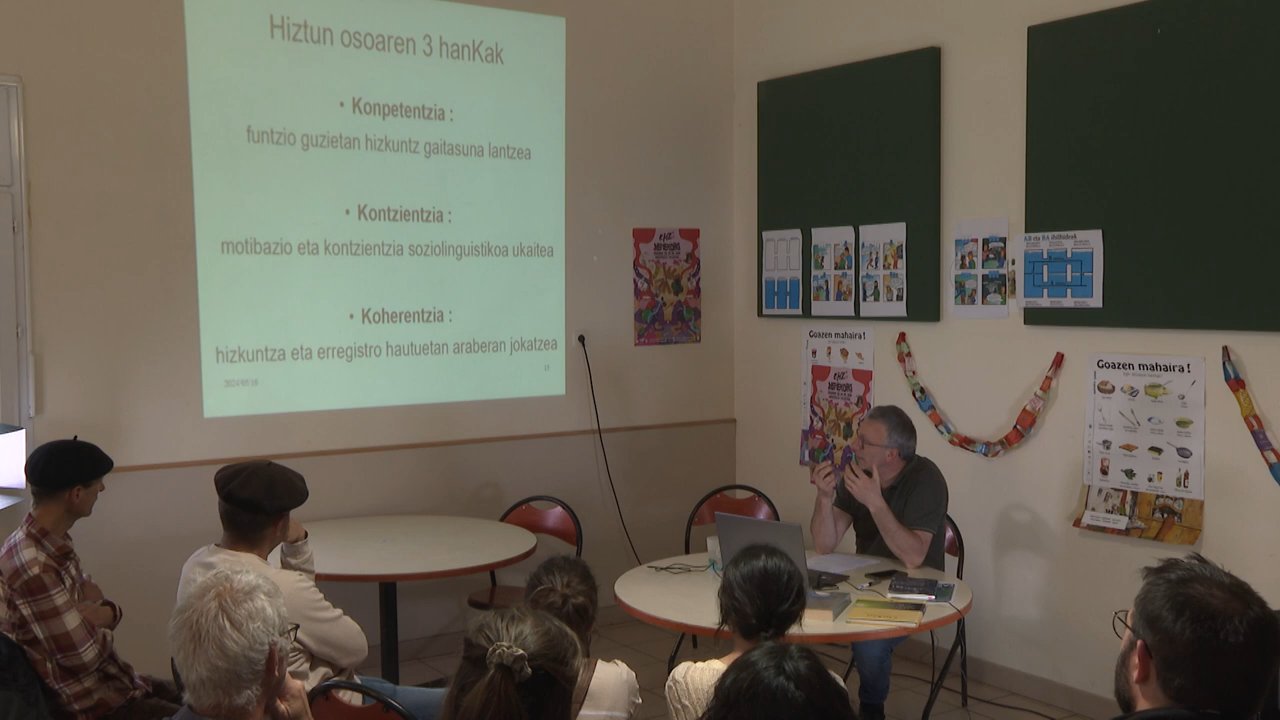 Hiztun osoaren 3 hanKak
• Konpetentzia :
funtzio guzietan hizkuntz gaitasuna lantzea
• Kontzientzia :
motibazio eta kontzientzia soziolinguistikoa ukaitea
• Koherentzia :
hizkuntza eta erregistro hautuetan araberan jokatzea
Goazen mahaira!
Goazen mahaira!